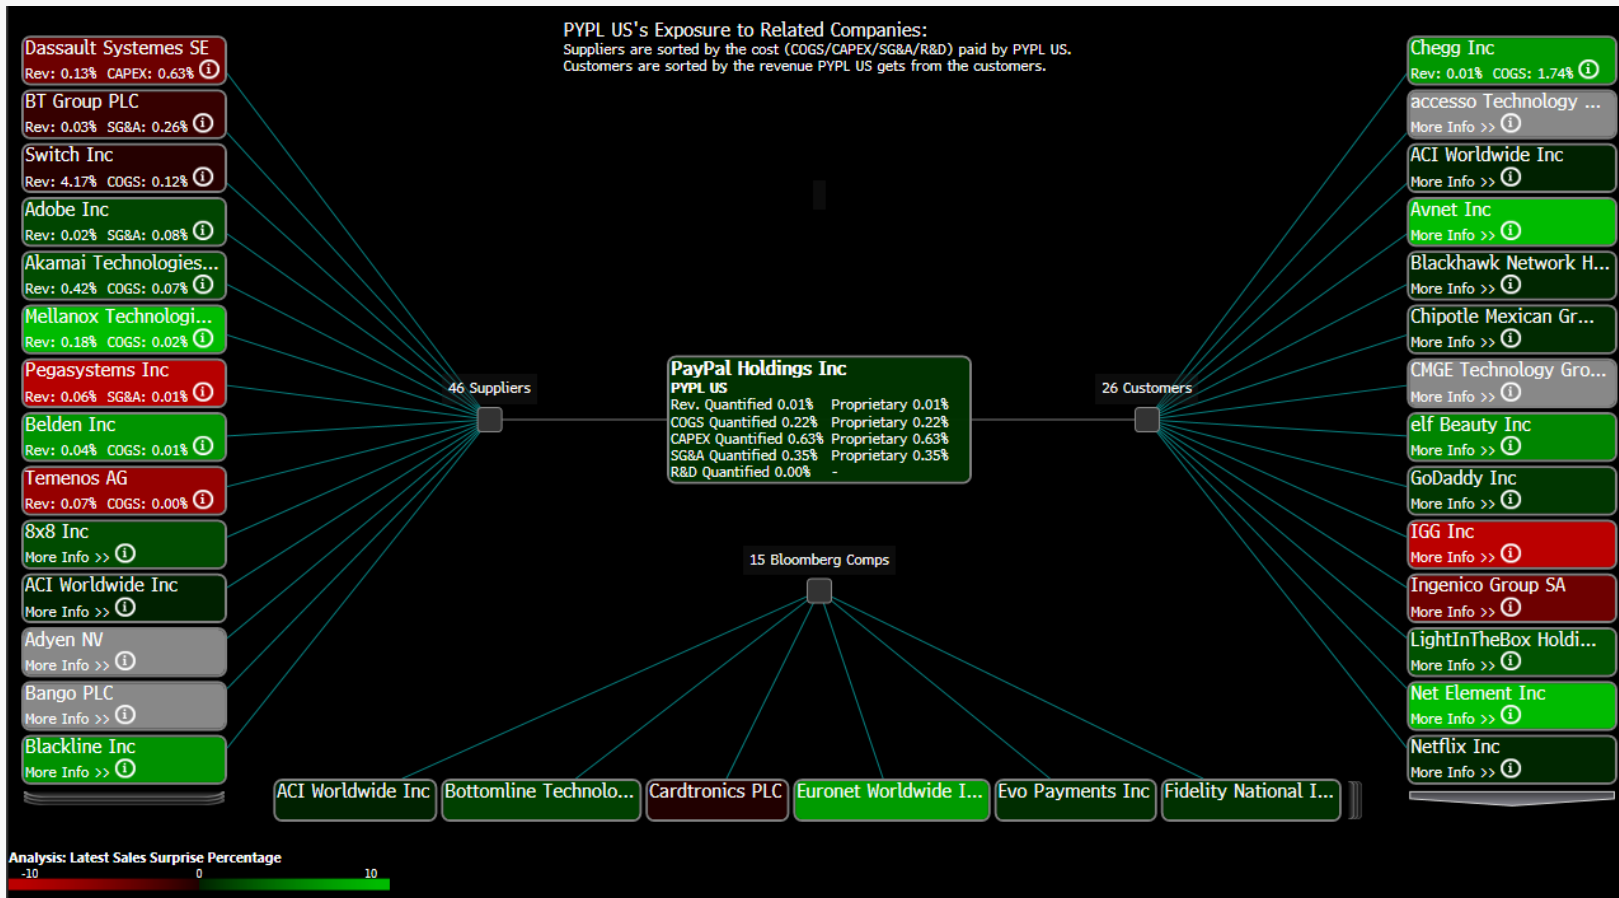 PYPL US's Exposure to Related Companies:
Suppliers are sorted by the cost (COGS/CAPEX/SG&A/R&D) paid by PYPL US.
Customers are sorted by the revenue PYPL US gets from the customers.
Dassault Systemes SE
Rev: 0.13% CAPEX: 0.63%
BT Group PLC
Rev: 0.03% SG&A: 0.26%
Switch Inc
Rev: 4.17% COGS: 0.12%
Adobe Inc
Rev: 0.02% SG&A: 0.08%
Akamai Technologies...
Rev: 0.42% COGS: 0.07%
Mellanox Technologi...
Rev: 0.18% COGS: 0.02%
Pegasystems Inc
Rev: 0.06% SG&A: 0.01%
Belden Inc
Rev: 0.04% COGS: 0.01%
Temenos AG
Rev: 0.07% COGS: 0.00%
8x8 Inc
More Info >>
ACI Worldwide Inc
More Info >>
Adyen NV
More Info >>
Bango PLC
More Info >>
Blackline Inc
More Info >>
46 Suppliers
PayPal Holdings Inc
PYPL US
Rev. Quantified 0.01% Proprietary 0.01%
COGS Quantified 0.22% Proprietary 0.22%
CAPEX Quantified 0.63% Proprietary 0.63%
SG&A Quantified 0.35% Proprietary 0.35%
R&D Quantified 0.00% -
26 Customers
Chegg Inc
Rev: 0.01% COGS: 1.74%
accesso Technology ...
More Info >>
ACI Worldwide Inc
More Info >>
Avnet Inc
More Info >>
Blackhawk Network H...
More Info >>
Chipotle Mexican Gr...
More Info >>
CMGE Technology Gro...
More Info >>
elf Beauty Inc
More Info >>
GoDaddy Inc
More Info >>
IGG Inc
More Info >>
Ingenico Group SA
More Info >>
LightInTheBox Holdi...
More Info >>
Net Element Inc
More Info >>
Netflix Inc
More Info >>
15 Bloomberg Comps
ACI Worldwide Inc
Bottomline Technolo...
Cardtronics PLC
Euronet Worldwide I...
Evo Payments Inc
Fidelity National I...
Analysis: Latest Sales Surprise Percentage
-10 0 10